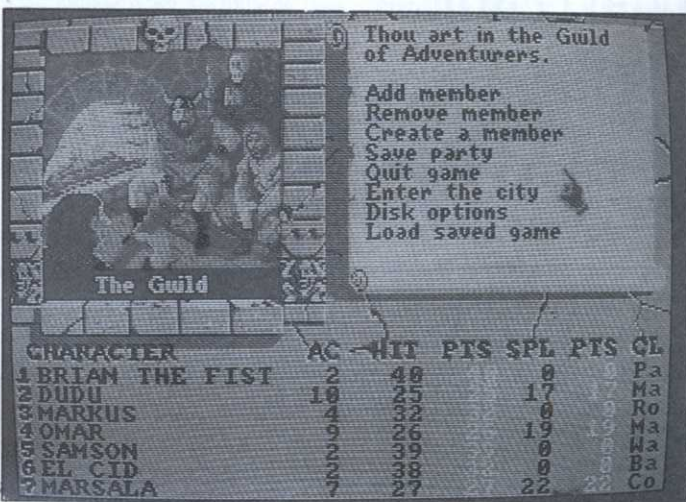 Thou art in the Guild
of Adventurers.
Add member
Remove member
Create a member
Save party
Quit game
Enter the city
Disk options
Load saved game
The Guild
CHARACTER AC HIT PTS SPL PTS CL
1 BRIAN THE FIST 2 40 0 Pa
2 DUDU 10 25 17 Ma
3 MARKUS 4 32 0 Ro
4 OMAR 9 26 19 Ma
5 SAMSON 2 39 0 Wa
6 EL CID 2 38 0 Ba
7 MARSALA 7 27 22 22 Co